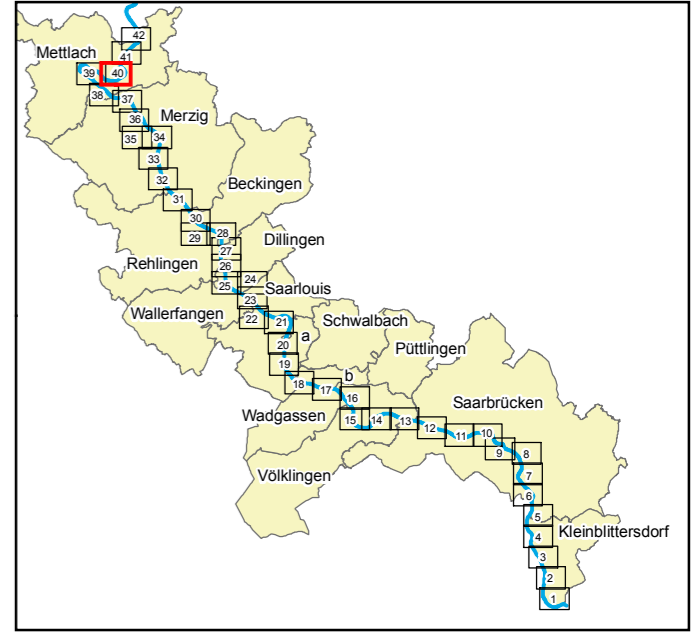 42
41
Mettlach
39
40
38
37
36
Merzig
35
34
33
32
Beckingen
31
30
29
28
Dillingen
27
Rehlingen
26
25
24
Saarlouis
23
Wallerfangen
22
21
Schwalbach
a
20
Püttlingen
19
b
18
17
16
Saarbrücken
Wadgassen
15
14
13
12
11
10
9
8
Völklingen
7
6
5
Kleinblittersdorf
4
3
2
1